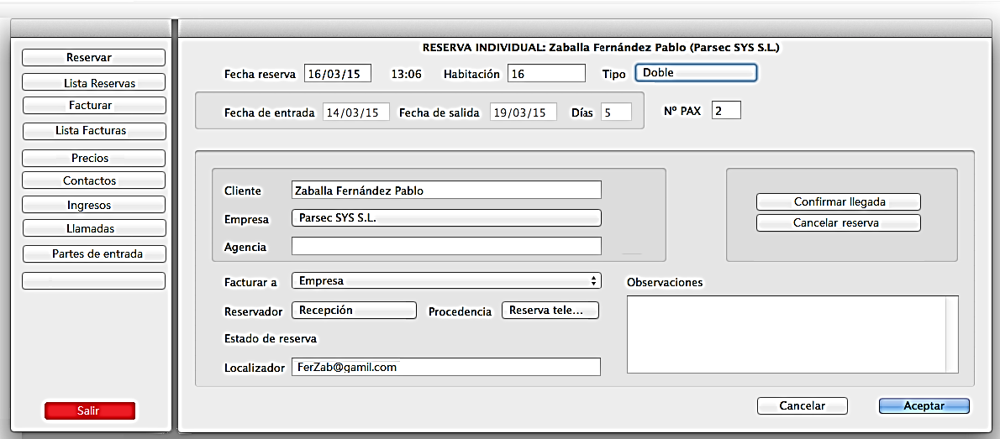 RESERVA INDIVIDUAL: Zaballa Fernández Pablo (Parsec SYS S.L.)
Reservar
Lista Reservas
Facturar
Lista Facturas
Precios
Contactos
Ingresos
Llamadas
Partes de entrada
Salir
Fecha reserva 16/03/15 13:06 Habitación 16 Tipo Doble
Fecha de entrada 14/03/15 Fecha de salida 19/03/15 Días 5 Nº PAX 2
Cliente Zaballa Fernández Pablo
Empresa Parsec SYS S.L.
Agencia
Confirmar llegada
Cancelar reserva
Facturar a Empresa
Observaciones
Reservador Recepción Procedencia Reserva tele...
Estado de reserva
Localizador FerZab@gamil.com
Cancelar Aceptar